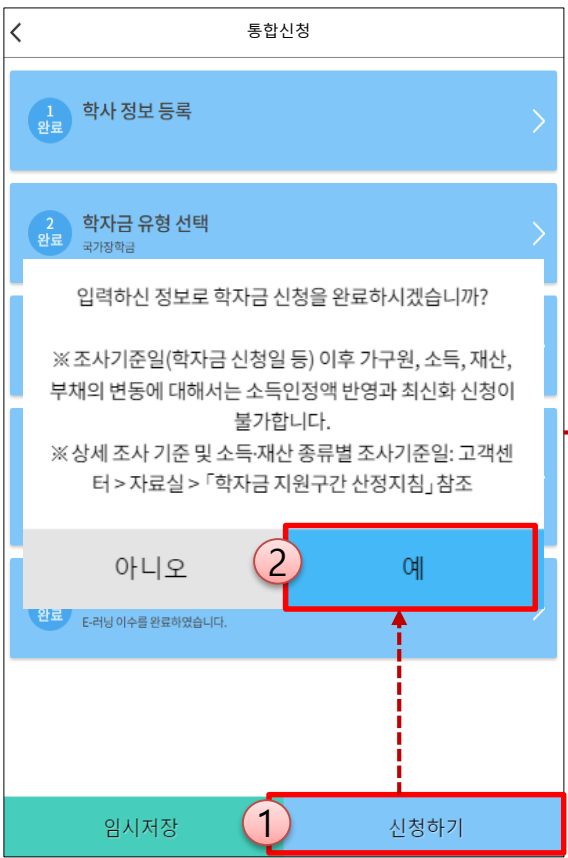 통합신청
1
완료
학사 정보 등록
2
완료
학자금 유형 선택
국가장학금
입력하신 정보로 학자금 신청을 완료하시겠습니까?
※ 조사기준일(학자금 신청일 등) 이후 가구원, 소득, 재산,
부채의 변동에 대해서는 소득인정액 반영과 최신화 신청이
불가합니다.
※ 상세 조사 기준 및 소득·재산 종류별 조사기준일: 고객센
터 > 자료실 > 「학자금 지원구간 산정지침」 참조
아니오
2
예
완료
E-러닝 이수를 완료하였습니다.
임시저장
1
신청하기